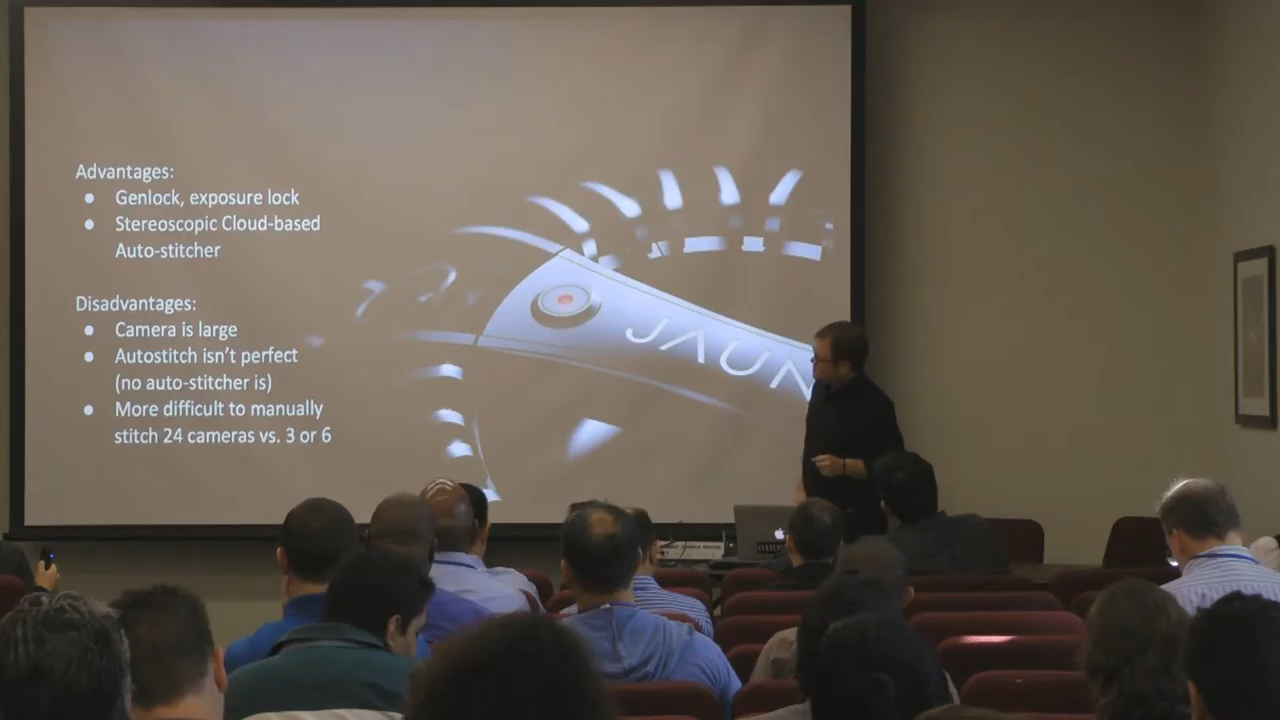 Advantages:
● Genlock, exposure lock
● Stereoscopic Cloud-based
Auto-stitcher
Disadvantages:
● Camera is large
● Autostitch isn't perfect
(no auto-stitcher is)
● More difficult to manually
stitch 24 cameras vs. 3 or 6
JAUN